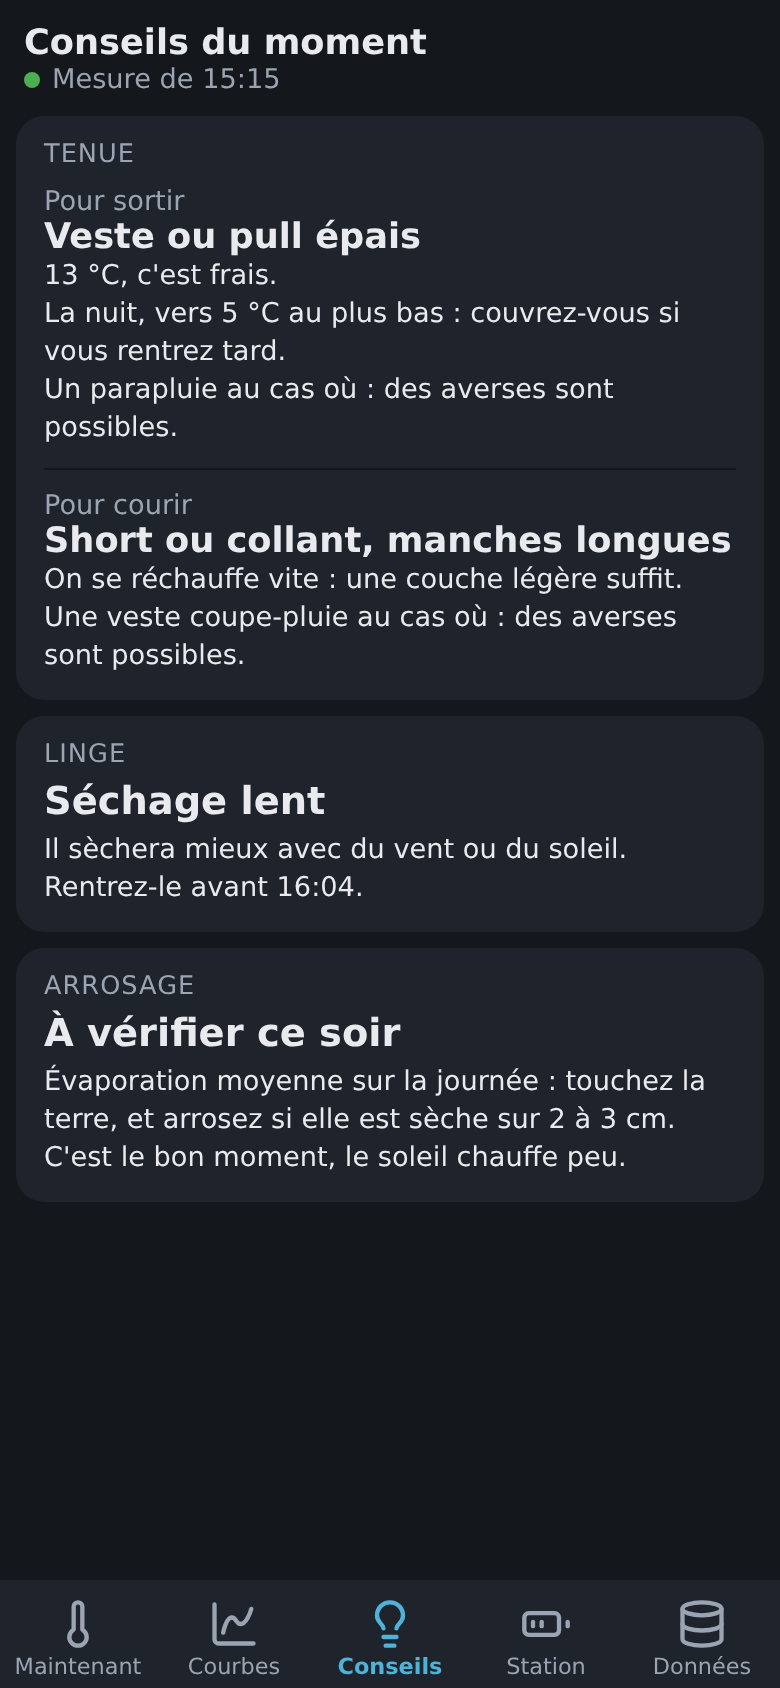 Conseils du moment
Mesure de 15:15
TENUE
Pour sortir
Veste ou pull épais
13 °C, c'est frais.
La nuit, vers 5 °C au plus bas : couvrez-vous si
vous rentrez tard.
Un parapluie au cas où : des averses sont
possibles.
Pour courir
Short ou collant, manches longues
On se réchauffe vite : une couche légère suffit.
Une veste coupe-pluie au cas où : des averses
sont possibles.
LINGE
Séchage lent
Il sèchera mieux avec du vent ou du soleil.
Rentrez-le avant 16:04.
ARROSAGE
À vérifier ce soir
Évaporation moyenne sur la journée : touchez la
terre, et arrosez si elle est sèche sur 2 à 3 cm.
C'est le bon moment, le soleil chauffe peu.
Maintenant
Courbes
Conseils
Station
Données